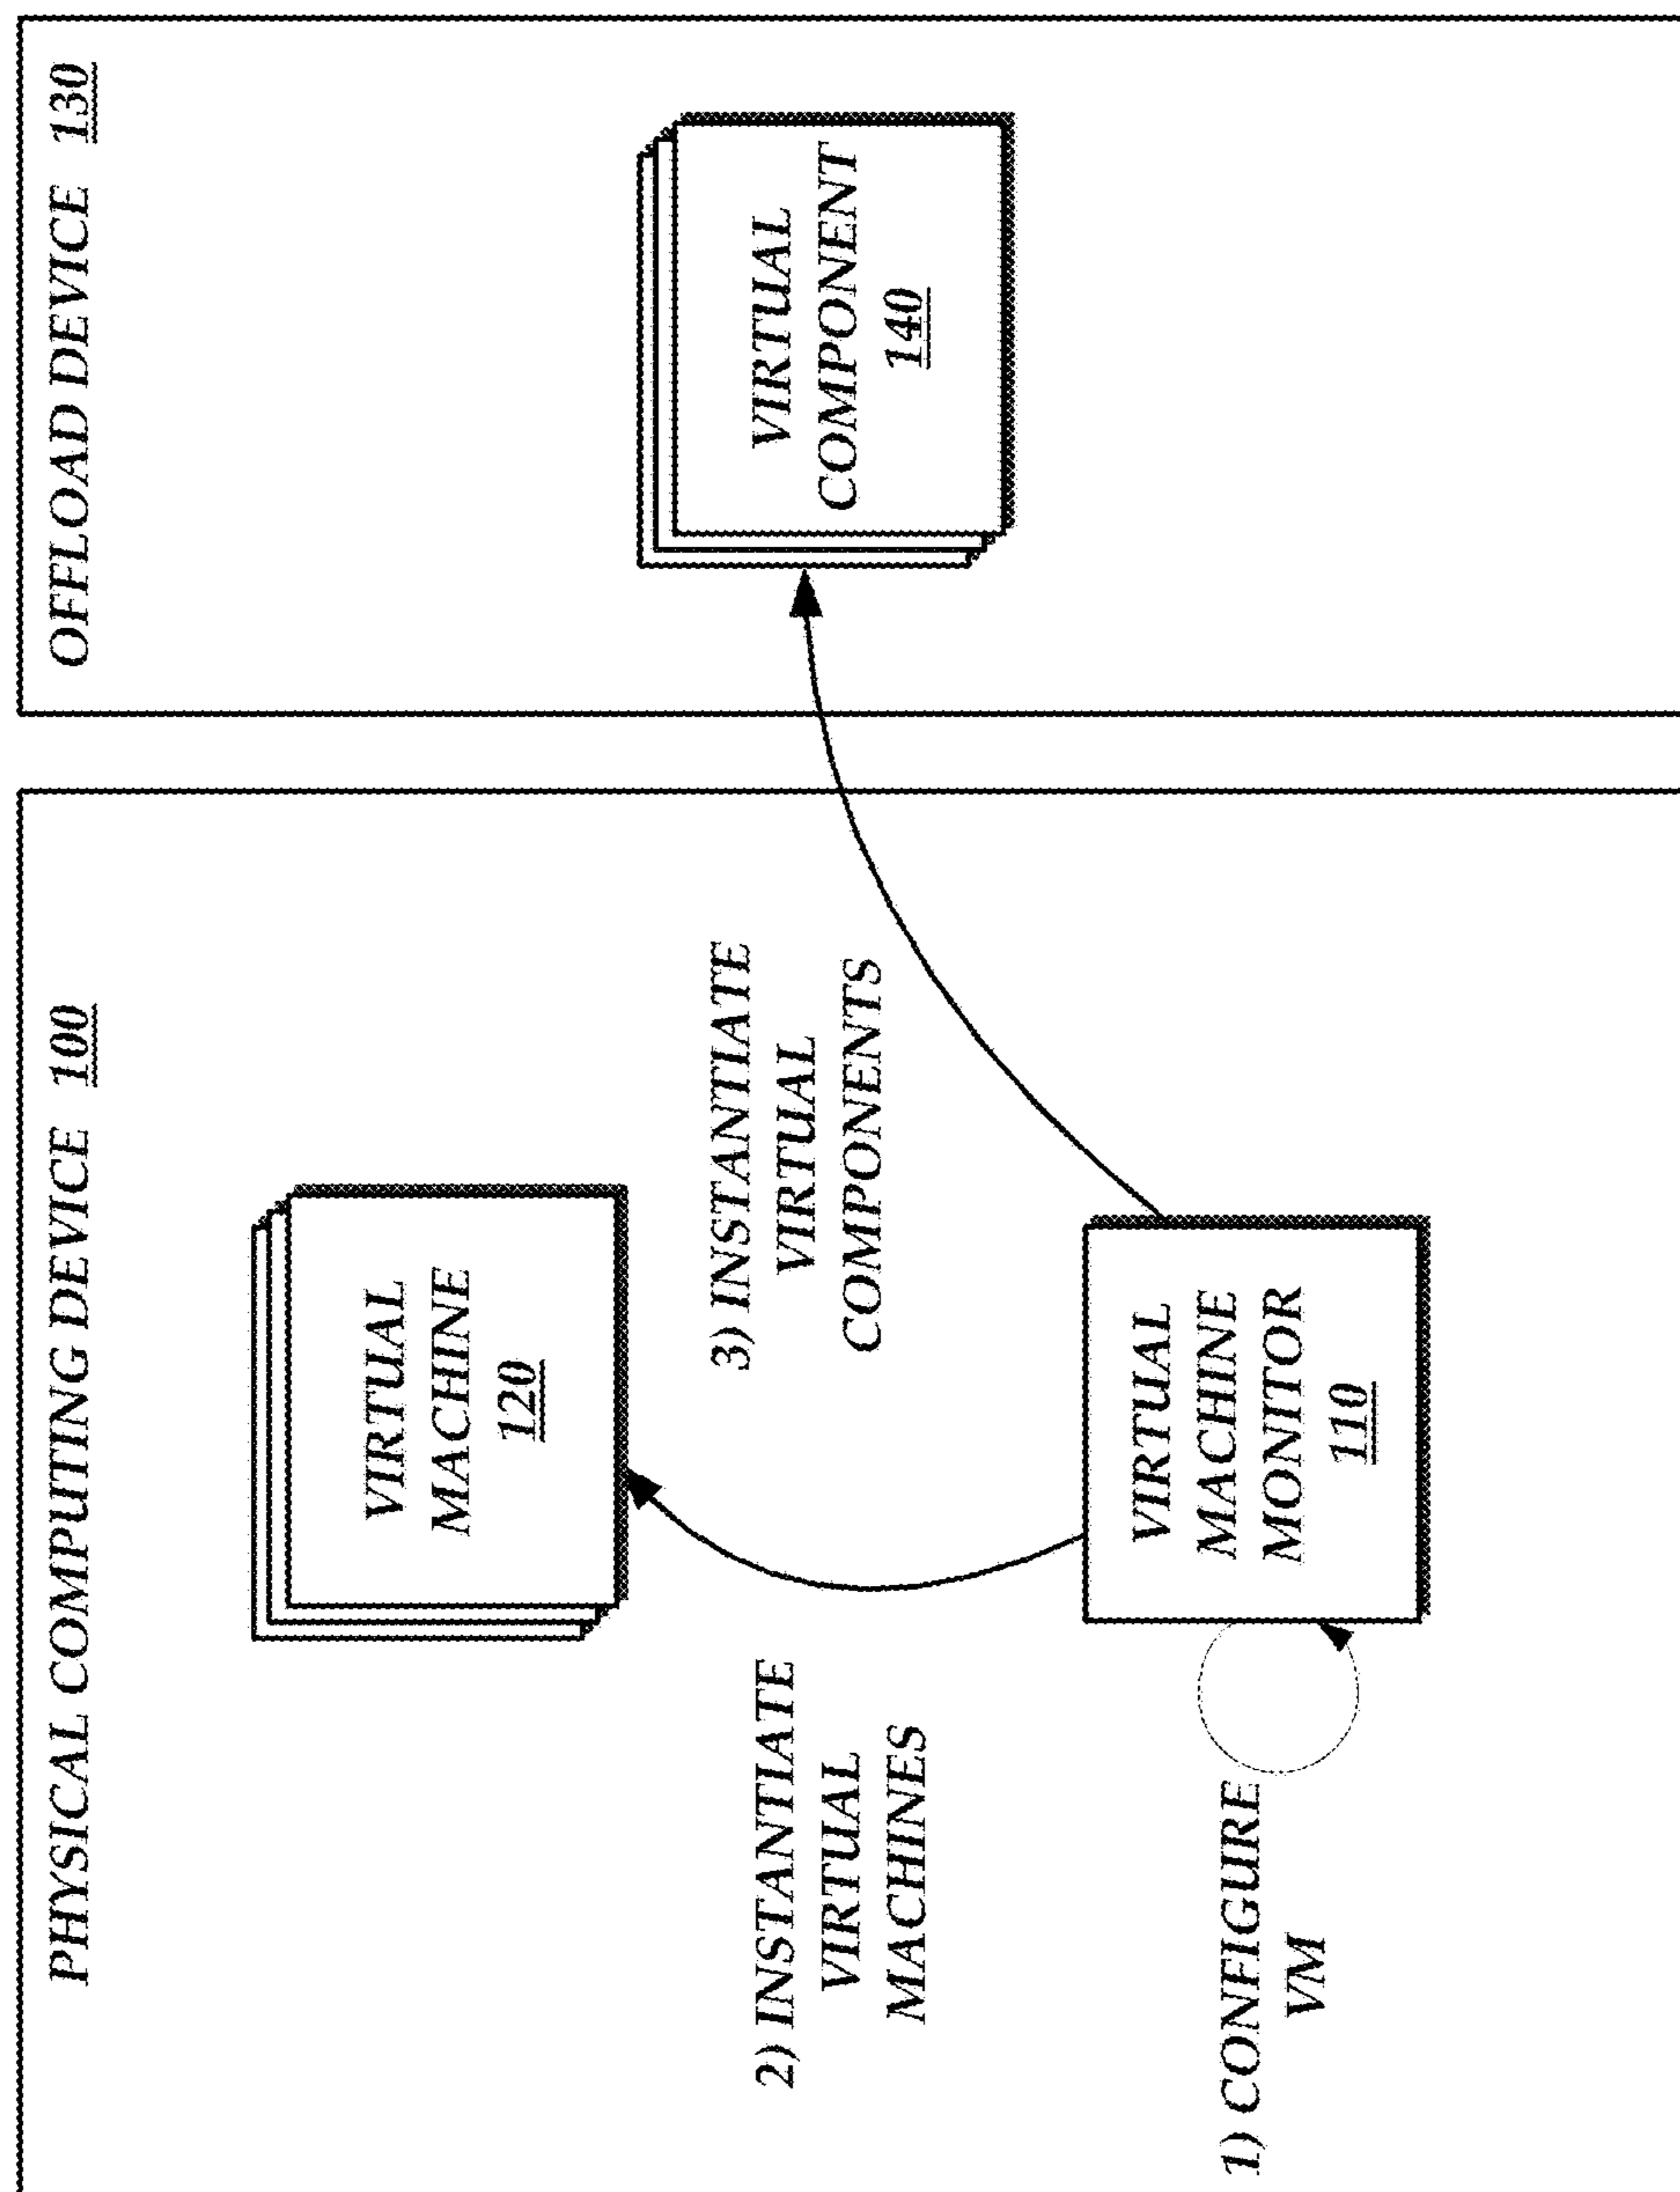 PHYSICAL COMPUTING DEVICE 100
OFFLOAD DEVICE 130
VIRTUAL
MACHINE
120
VIRTUAL
COMPONENT
140
3) INSTANTIATE
VIRTUAL
COMPONENTS
2) INSTANTIATE
VIRTUAL
MACHINES
VIRTUAL
MACHINE
MONITOR
110
1) CONFIGURE
VM